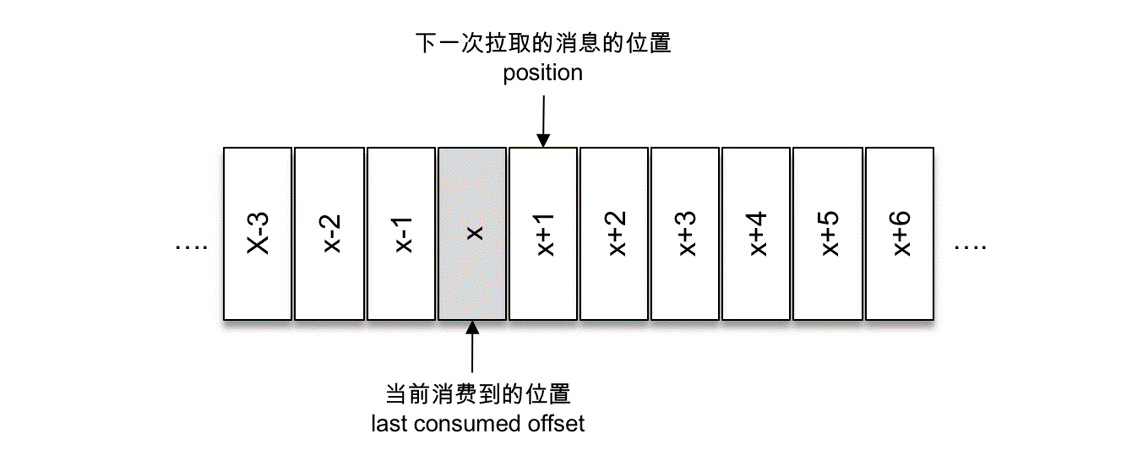 下一次拉取的消息的位置
position
.... X-3 x-2 x-1 x x+1 x+2 x+3 x+4 x+5 x+6 ....
当前消费到的位置
last consumed offset